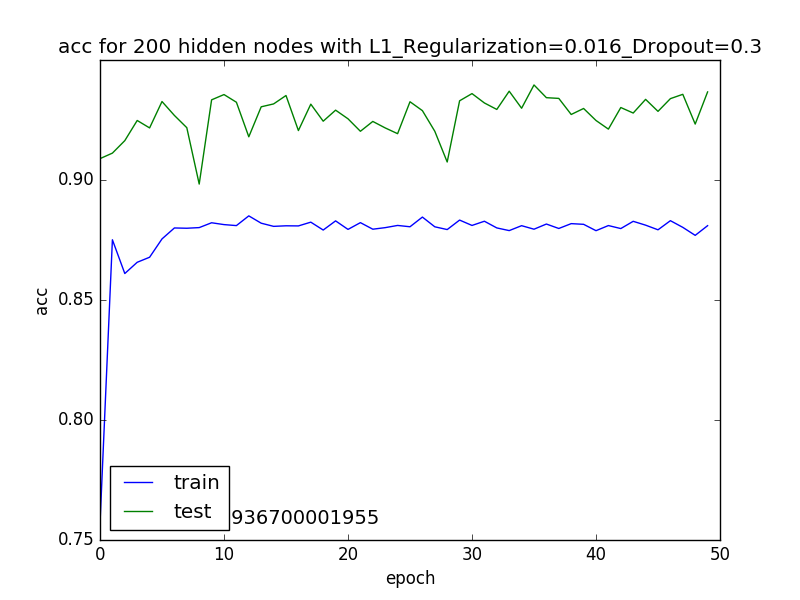 acc for 200 hidden nodes with L1_Regularization=0.016_Dropout=0.3
0.90
0.85
0.80
0.75
acc
train
test
936700001955
0
10
20
30
40
50
epoch